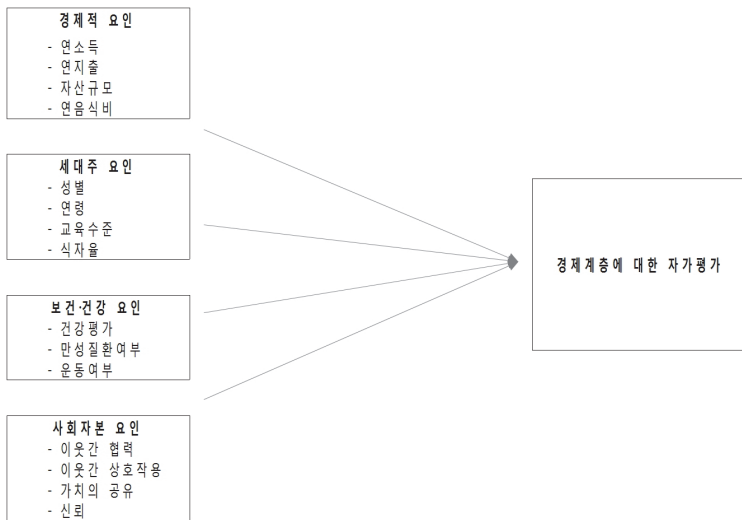 경제적 요인
- 연소득
- 연지출
- 자산규모
- 연음식비
세대주 요인
- 성별
- 연령
- 교육수준
- 식자율
보건·건강 요인
- 건강평가
- 만성질환여부
- 운동여부
사회자본 요인
- 이웃간 협력
- 이웃간 상호작용
- 가치의 공유
- 신뢰
경제계층에 대한 자가평가